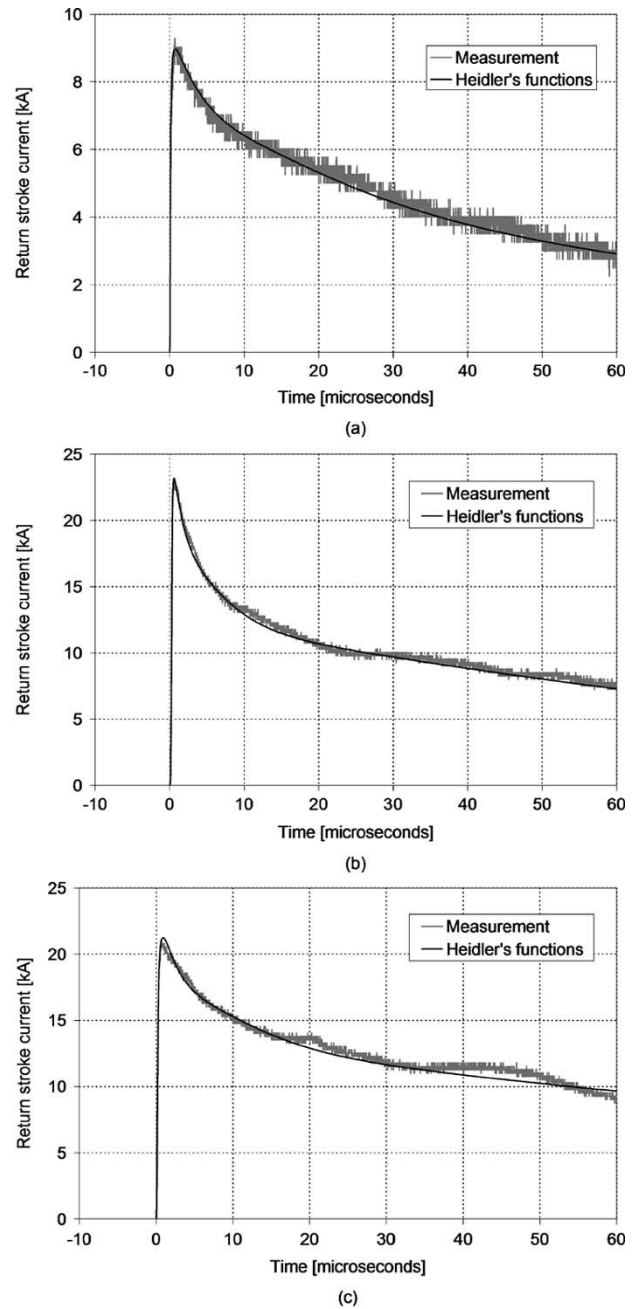 10
8
6
4
2
0
Return stroke current [kA]
Measurement
Heidler's functions
-10 0 10 20 30 40 50 60
Time [microseconds]
(a)
25
20
15
10
5
0
Return stroke current [kA]
Measurement
Heidler's functions
-10 0 10 20 30 40 50 60
Time [microseconds]
(b)
25
20
15
10
5
0
Return stroke current [kA]
Measurement
Heidler's functions
-10 0 10 20 30 40 50 60
Time [microseconds]
(c)